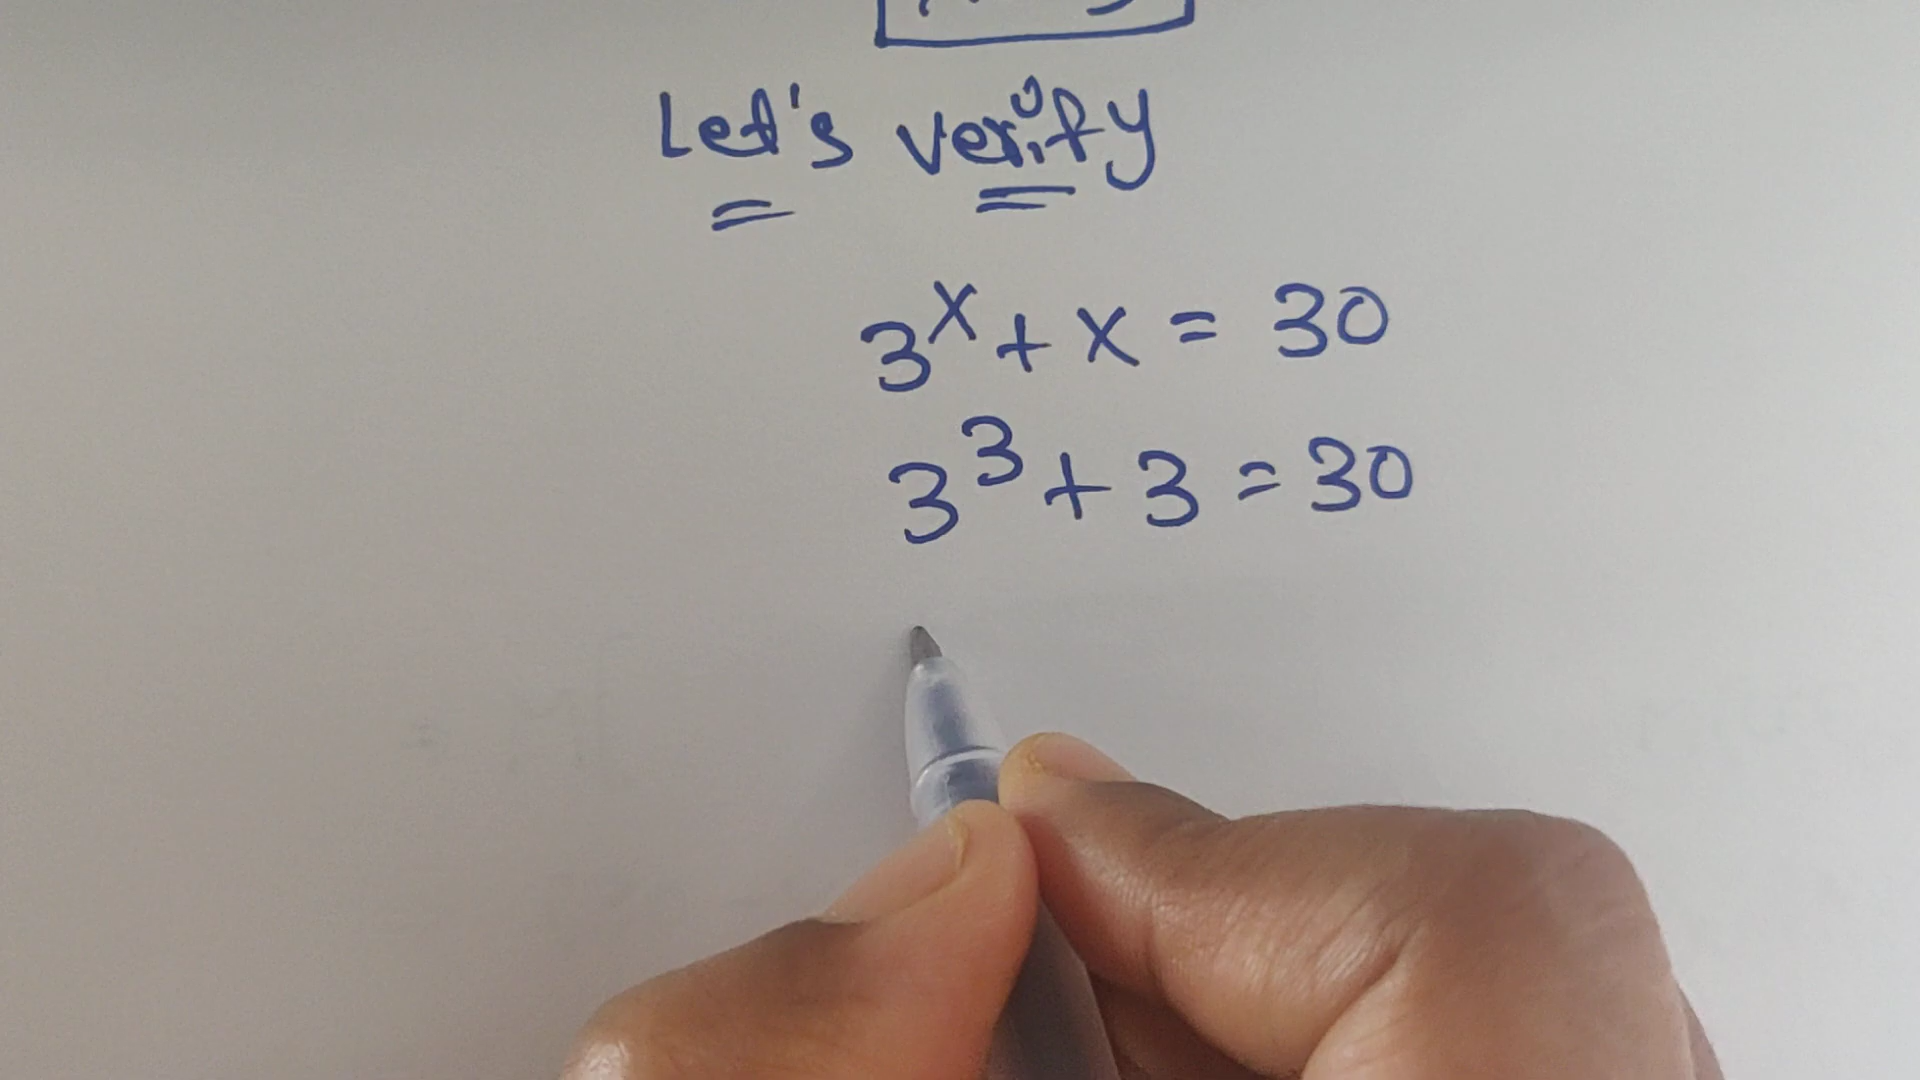 Let's verify
3^x + x = 30
3^3 + 3 = 30